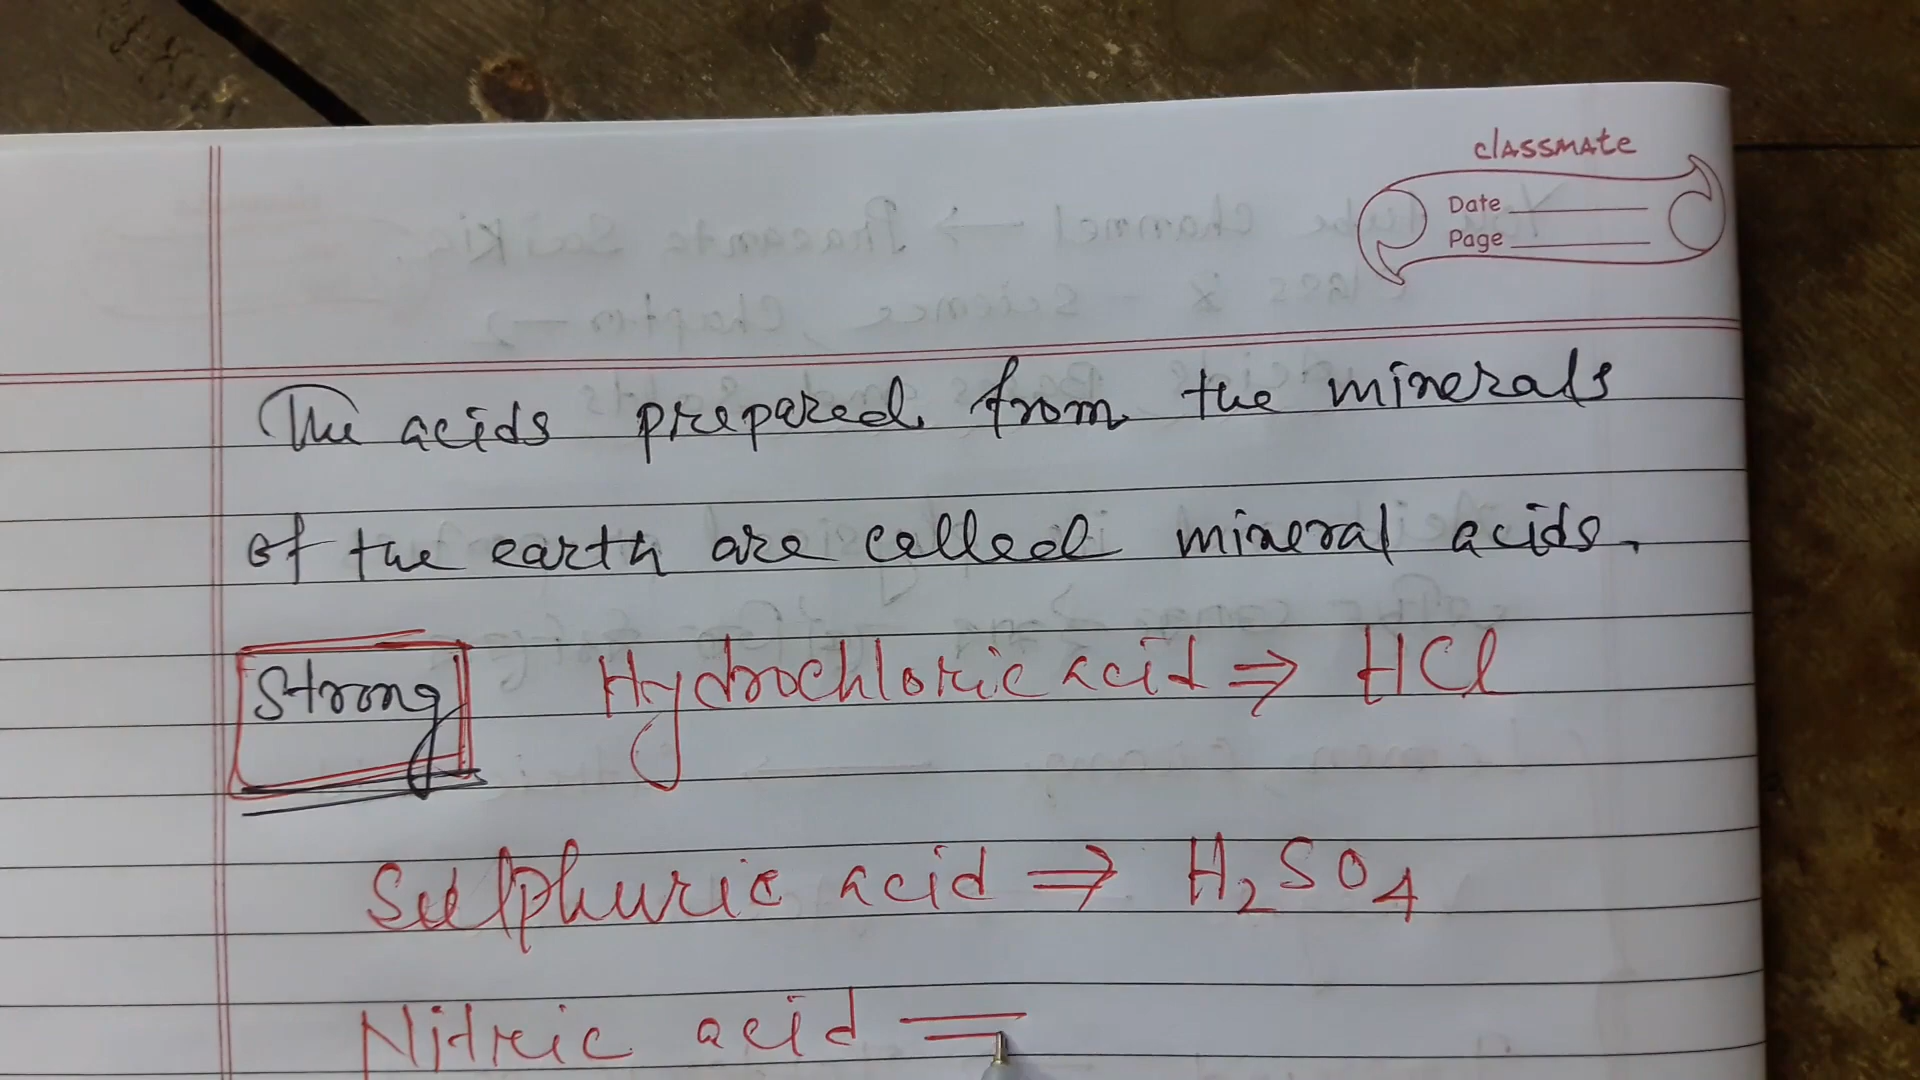 classmate
Date
Page
The acids prepared from the minerals
of the earth are called mineral acids.
Strong Hydrochloric acid ⇒ HCl
Sulphuric acid ⇒ H₂SO₄
Nitric acid =